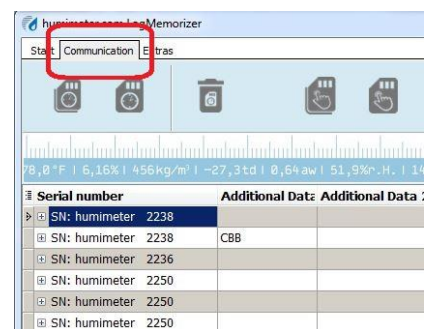 humimeter.com LogMemorizer
Start Communication Extras
78,0°F | 6,16% | 456kg/m³ | -27,3td | 0,64aw | 51,9%r.H. | 14
Serial number Additional Data Additional Data 2
SN: humimeter 2238
SN: humimeter 2238 CBB
SN: humimeter 2236
SN: humimeter 2250
SN: humimeter 2250
SN: humimeter 2250